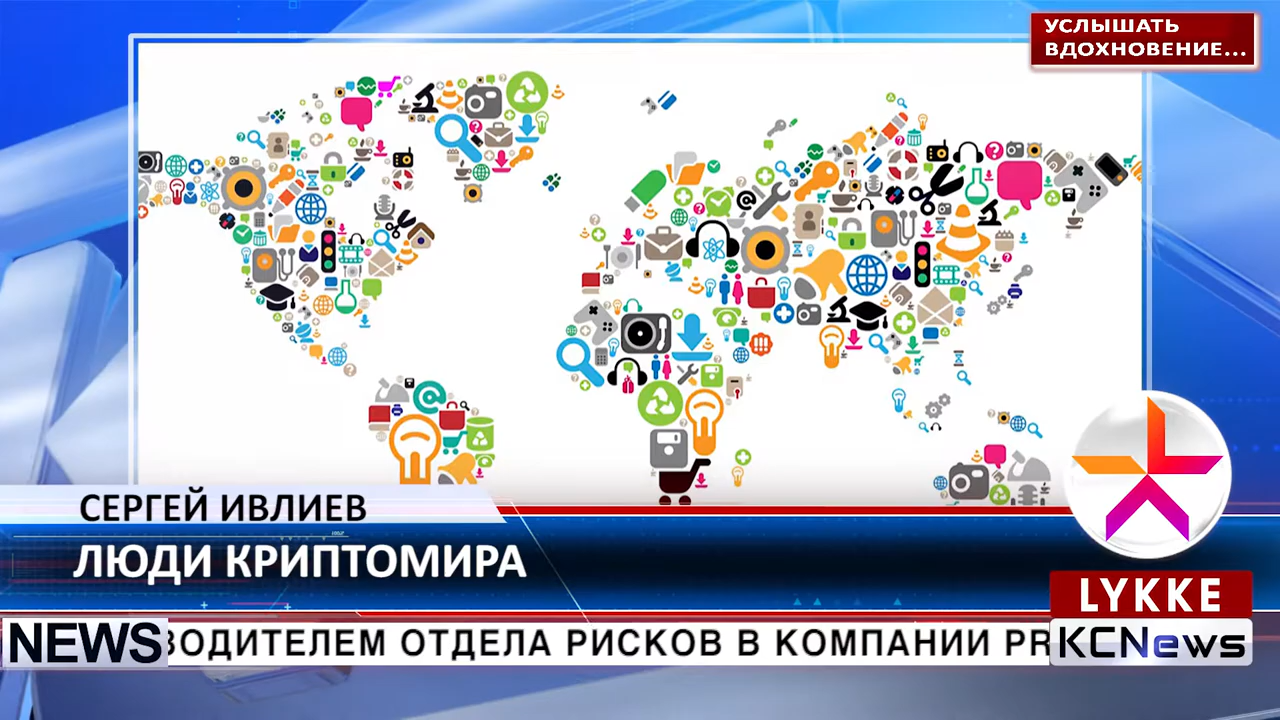 УСЛЫШАТЬ
ВДОХНОВЕНИЕ...
СЕРГЕЙ ИВЛИЕВ
ЛЮДИ КРИПТОМИРА
LYKKE
NEWS
ВОДИТЕЛЕМ ОТДЕЛА РИСКОВ В КОМПАНИИ PR
KCNews